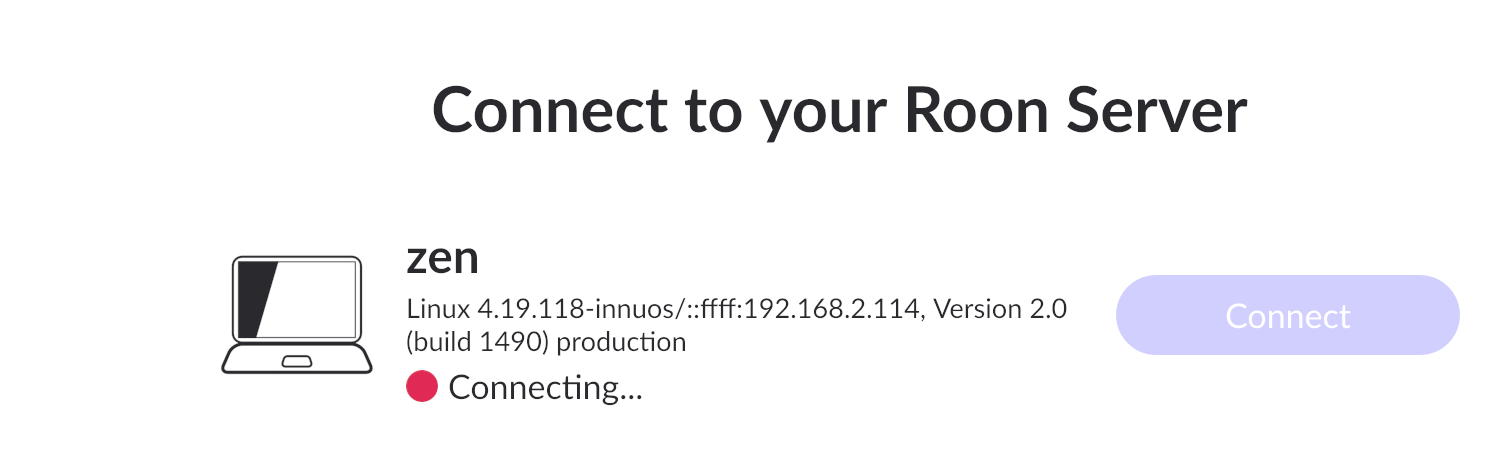 Connect to your Roon Server
zen
Linux 4.19.118-innuos/::ffff:192.168.2.114, Version 2.0
(build 1490) production
Connect
Connecting...